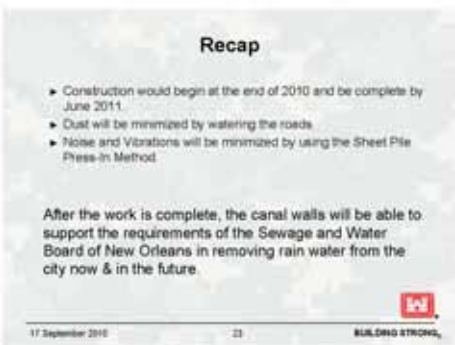 Recap
► Construction would begin at the end of 2010 and be complete by
June 2011
► Dust will be minimized by watering the roads
► Noise and Vibrations will be minimized by using the Sheet Pile
Press-In Method
After the work is complete, the canal walls will be able to
support the requirements of the Sewage and Water
Board of New Orleans in removing rain water from the
city now & in the future.
17 September 2010 23 BUILDING STRONG®